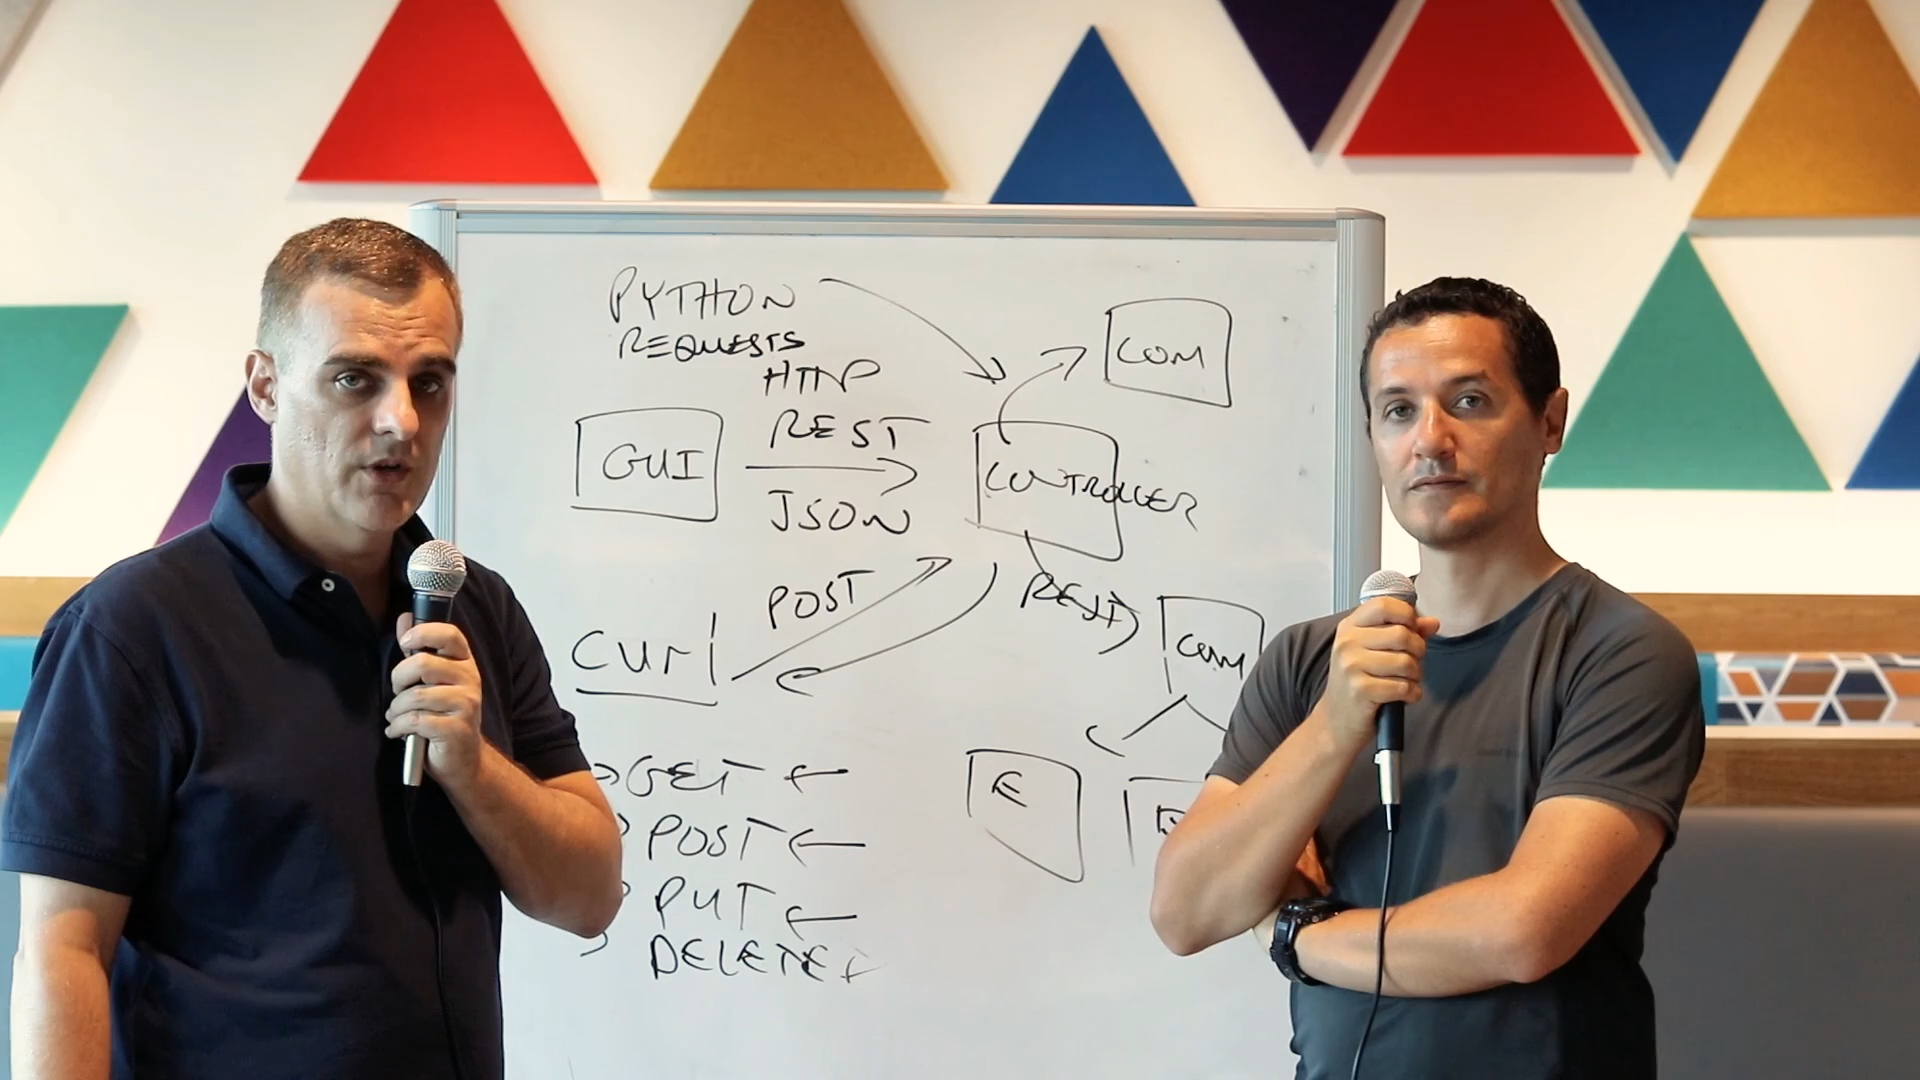 PYTHON
REQUESTS
HTTP
COM
GUI
REST
JSON
CONTROLLER
POST
REST
curl
COM
GET
E
POST
PUT
DELETE